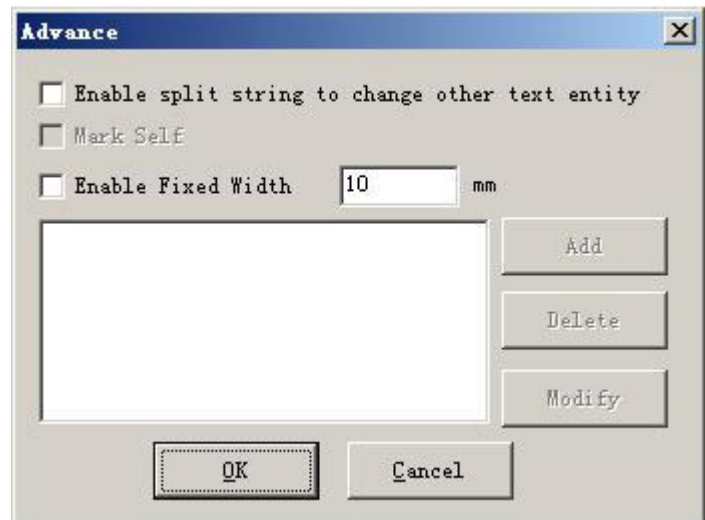 Advance
Enable split string to change other text entity
Mark Self
Enable Fixed Width 10 mm
Add
Delete
Modify
OK Cancel